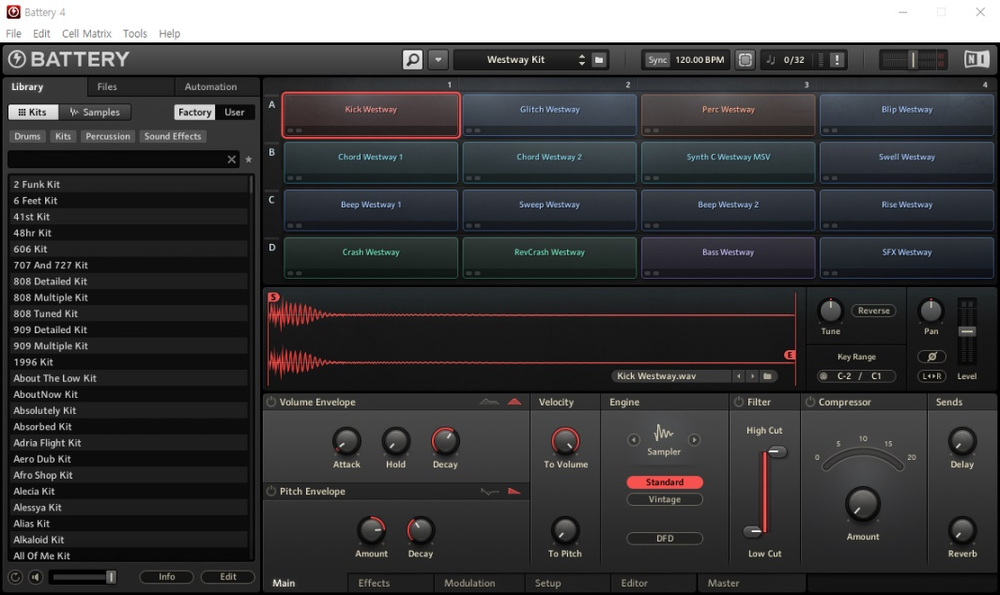 Battery 4
File Edit Cell Matrix Tools Help
BATTERY
Westway Kit
Sync 120.00 BPM
0/32
!
NI
Library Files Automation
Kits Samples Factory User
Drums Kits Percussion Sound Effects
2 Funk Kit
6 Feet Kit
41st Kit
48hr Kit
606 Kit
707 And 727 Kit
808 Detailed Kit
808 Multiple Kit
808 Tuned Kit
909 Detailed Kit
909 Multiple Kit
1996 Kit
About The Low Kit
AboutNow Kit
Absolutely Kit
Absorbed Kit
Adria Flight Kit
Aero Dub Kit
Afro Shop Kit
Alecia Kit
Alessya Kit
Alias Kit
Alkaloid Kit
All Of Me Kit
Info Edit
1 2 3 4
A Kick Westway Glitch Westway Perc Westway Blip Westway
B Chord Westway 1 Chord Westway 2 Synth C Westway MSV Swell Westway
C Beep Westway 1 Sweep Westway Beep Westway 2 Rise Westway
D Crash Westway RevCrash Westway Bass Westway SFX Westway
S
E
Kick Westway.wav
Tune Reverse
Key Range
C-2 / C1
Pan
L R
Level
Volume Envelope
Attack Hold Decay
Pitch Envelope
Amount Decay
Velocity
To Volume
To Pitch
Engine
Sampler
Standard
Vintage
DFD
Filter
High Cut
Low Cut
Compressor
0 5 10 15 20
Amount
Sends
Delay
Reverb
Main Effects Modulation Setup Editor Master